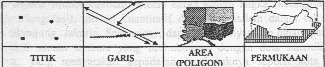 TITIK
GARIS
AREA
(POLIGON)
PERMUKAAN